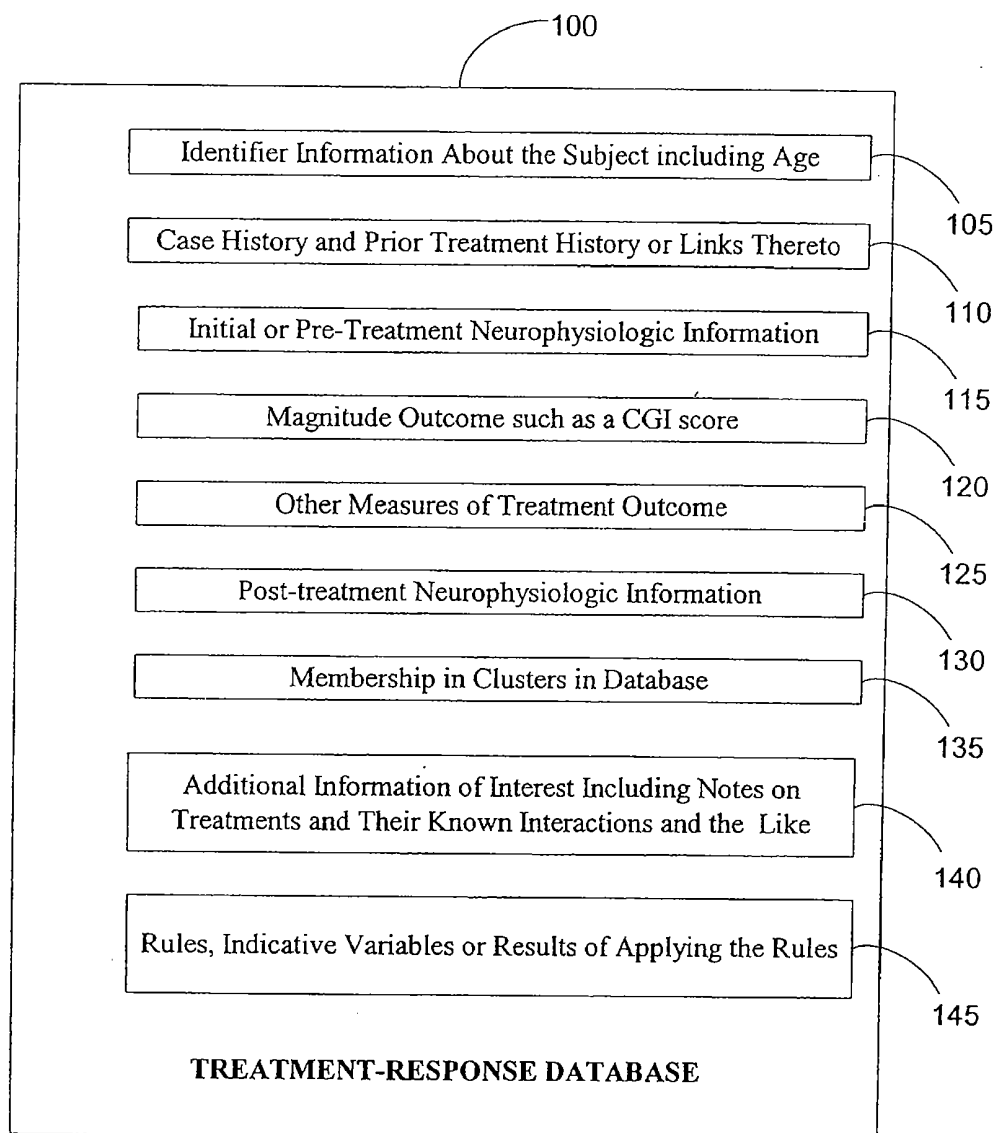 100
Identifier Information About the Subject including Age
105
Case History and Prior Treatment History or Links Thereto
110
Initial or Pre-Treatment Neurophysiologic Information
115
Magnitude Outcome such as a CGI score
120
Other Measures of Treatment Outcome
125
Post-treatment Neurophysiologic Information
130
Membership in Clusters in Database
135
Additional Information of Interest Including Notes on
Treatments and Their Known Interactions and the Like
140
Rules, Indicative Variables or Results of Applying the Rules
145
TREATMENT-RESPONSE DATABASE